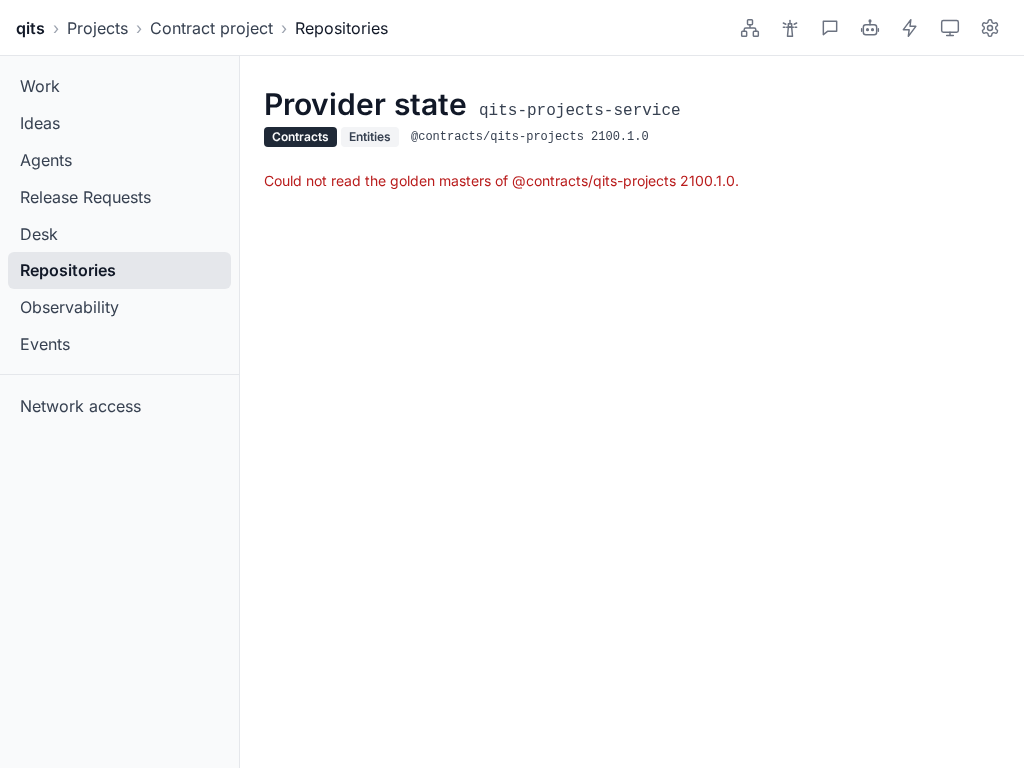 qits › Projects › Contract project › Repositories
Work
Ideas
Agents
Release Requests
Desk
Repositories
Observability
Events
Network access
Provider state qits-projects-service
Contracts Entities @contracts/qits-projects 2100.1.0
Could not read the golden masters of @contracts/qits-projects 2100.1.0.